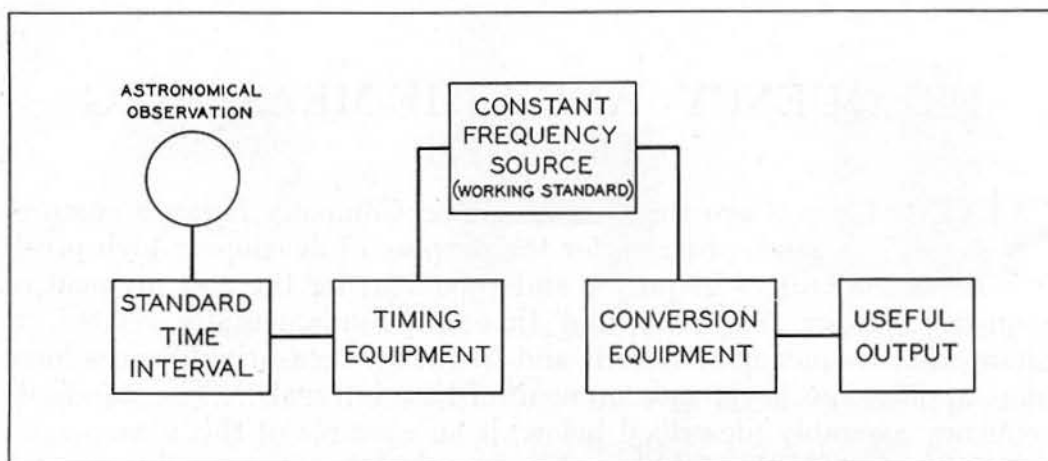 ASTRONOMICAL
OBSERVATION
CONSTANT
FREQUENCY
SOURCE
(WORKING STANDARD)
STANDARD
TIME
INTERVAL
TIMING
EQUIPMENT
CONVERSION
EQUIPMENT
USEFUL
OUTPUT